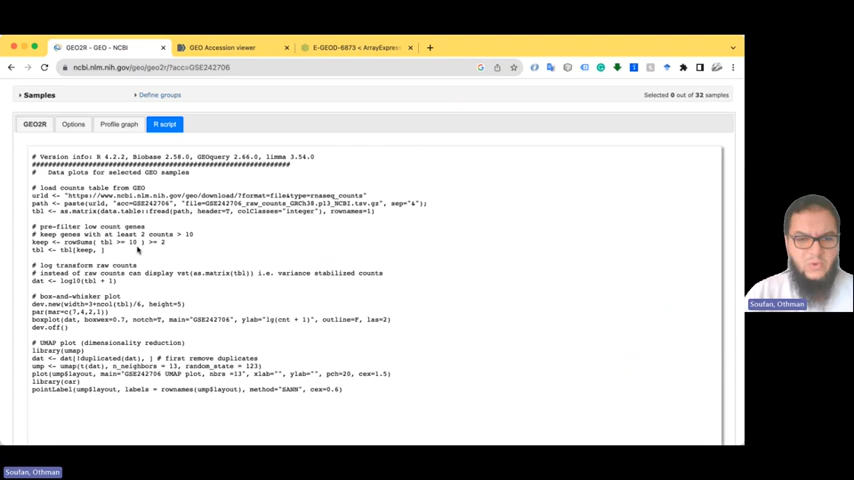 GEO2R - GEO - NCBI
GEO Accession viewer
E-GEOD-6873 < ArrayExpress
ncbi.nlm.nih.gov/geo/geo2r/?acc=GSE242706
Samples
Define groups
Selected 0 out of 32 samples
GEO2R
Options
Profile graph
R script
# Version info: R 4.2.2, Biobase 2.58.0, GEOquery 2.66.0, limma 3.54.0
################################################################
# Data plots for selected GEO samples
# load counts table from GEO
urld <- "https://www.ncbi.nlm.nih.gov/geo/download/?format=file&type=rnaseq_counts"
path <- paste(urld, "acc=GSE242706", "file=GSE242706_raw_counts_GRCh38.p13_NCBI.tsv.gz", sep="&");
tbl <- as.matrix(data.table::fread(path, header=T, colClasses="integer"), rownames=1)
# pre-filter low count genes
# keep genes with at least 2 counts > 10
keep <- rowSums( tbl >= 10 ) >= 2
tbl <- tbl[keep, ]
# log transform raw counts
# instead of raw counts can display vst(as.matrix(tbl)) i.e. variance stabilized counts
dat <- log10(tbl + 1)
# box-and-whisker plot
dev.new(width=3+ncol(tbl)/6, height=5)
par(mar=c(7,4,2,1))
boxplot(dat, boxwex=0.7, notch=T, main="GSE242706", ylab="lg(cnt + 1)", outline=F, las=2)
dev.off()
# UMAP plot (dimensionality reduction)
library(umap)
dat <- dat[!duplicated(dat), ] # first remove duplicates
ump <- umap(t(dat), n_neighbors = 13, random_state = 123)
plot(ump$layout, main="GSE242706 UMAP plot, nbrs =13", xlab="", ylab="", pch=20, cex=1.5)
library(car)
pointLabel(ump$layout, labels = rownames(ump$layout), method="SANN", cex=0.6)
Soufan, Othman
Soufan, Othman